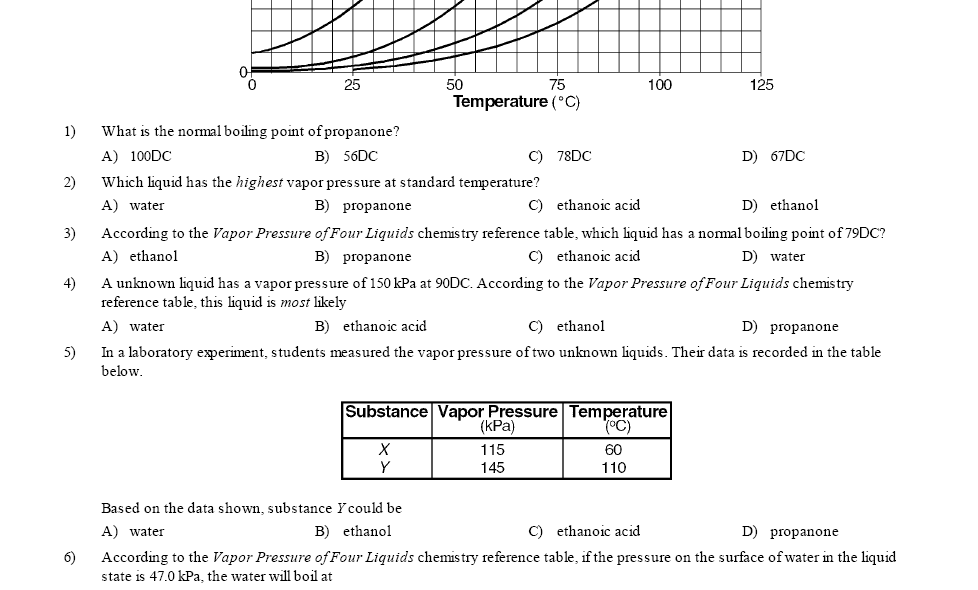 0
0 25 50 75 100 125
Temperature (°C)
1) What is the normal boiling point of propanone?
A) 100DC B) 56DC C) 78DC D) 67DC
2) Which liquid has the highest vapor pressure at standard temperature?
A) water B) propanone C) ethanoic acid D) ethanol
3) According to the Vapor Pressure of Four Liquids chemistry reference table, which liquid has a normal boiling point of 79DC?
A) ethanol B) propanone C) ethanoic acid D) water
4) A unknown liquid has a vapor pressure of 150 kPa at 90DC. According to the Vapor Pressure of Four Liquids chemistry
reference table, this liquid is most likely
A) water B) ethanoic acid C) ethanol D) propanone
5) In a laboratory experiment, students measured the vapor pressure of two unknown liquids. Their data is recorded in the table
below.
Substance Vapor Pressure Temperature
(kPa) (°C)
X 115 60
Y 145 110
Based on the data shown, substance Y could be
A) water B) ethanol C) ethanoic acid D) propanone
6) According to the Vapor Pressure of Four Liquids chemistry reference table, if the pressure on the surface of water in the liquid
state is 47.0 kPa, the water will boil at